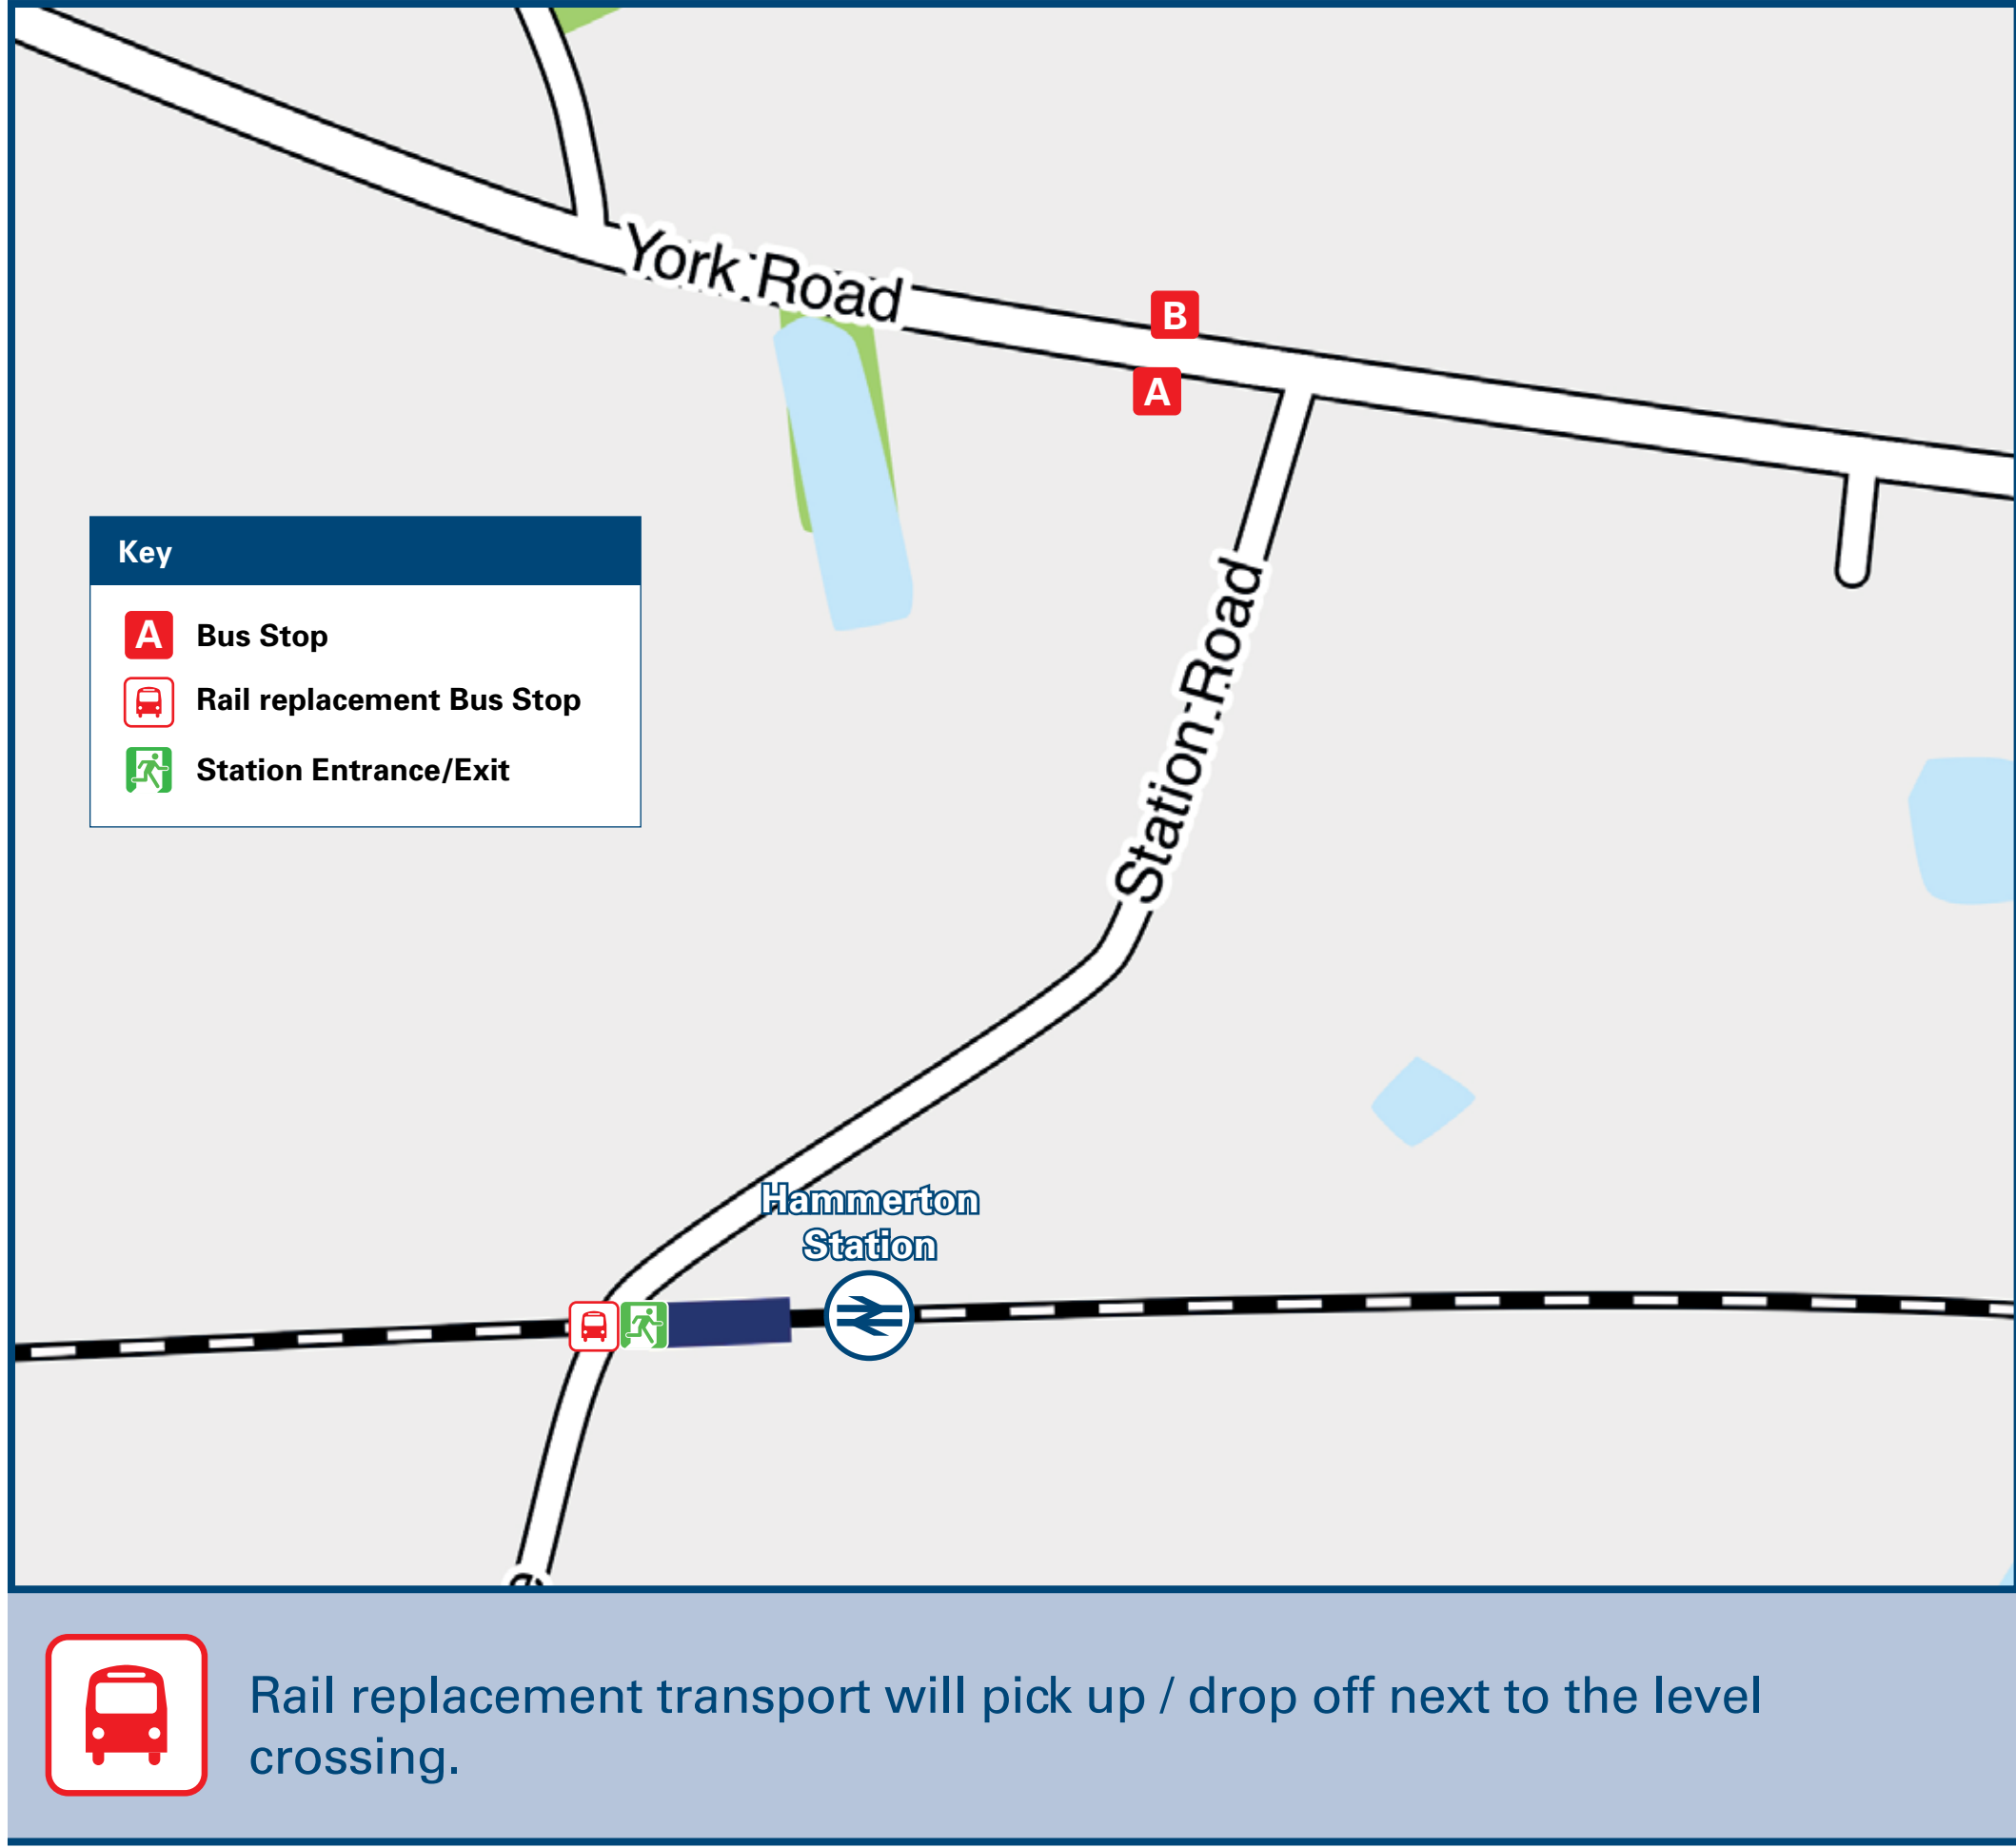 York Road
B
A
Key
A Bus Stop
Rail replacement Bus Stop
Station Entrance/Exit
Station Road
Hammerton
Station
Rail replacement transport will pick up / drop off next to the level
crossing.